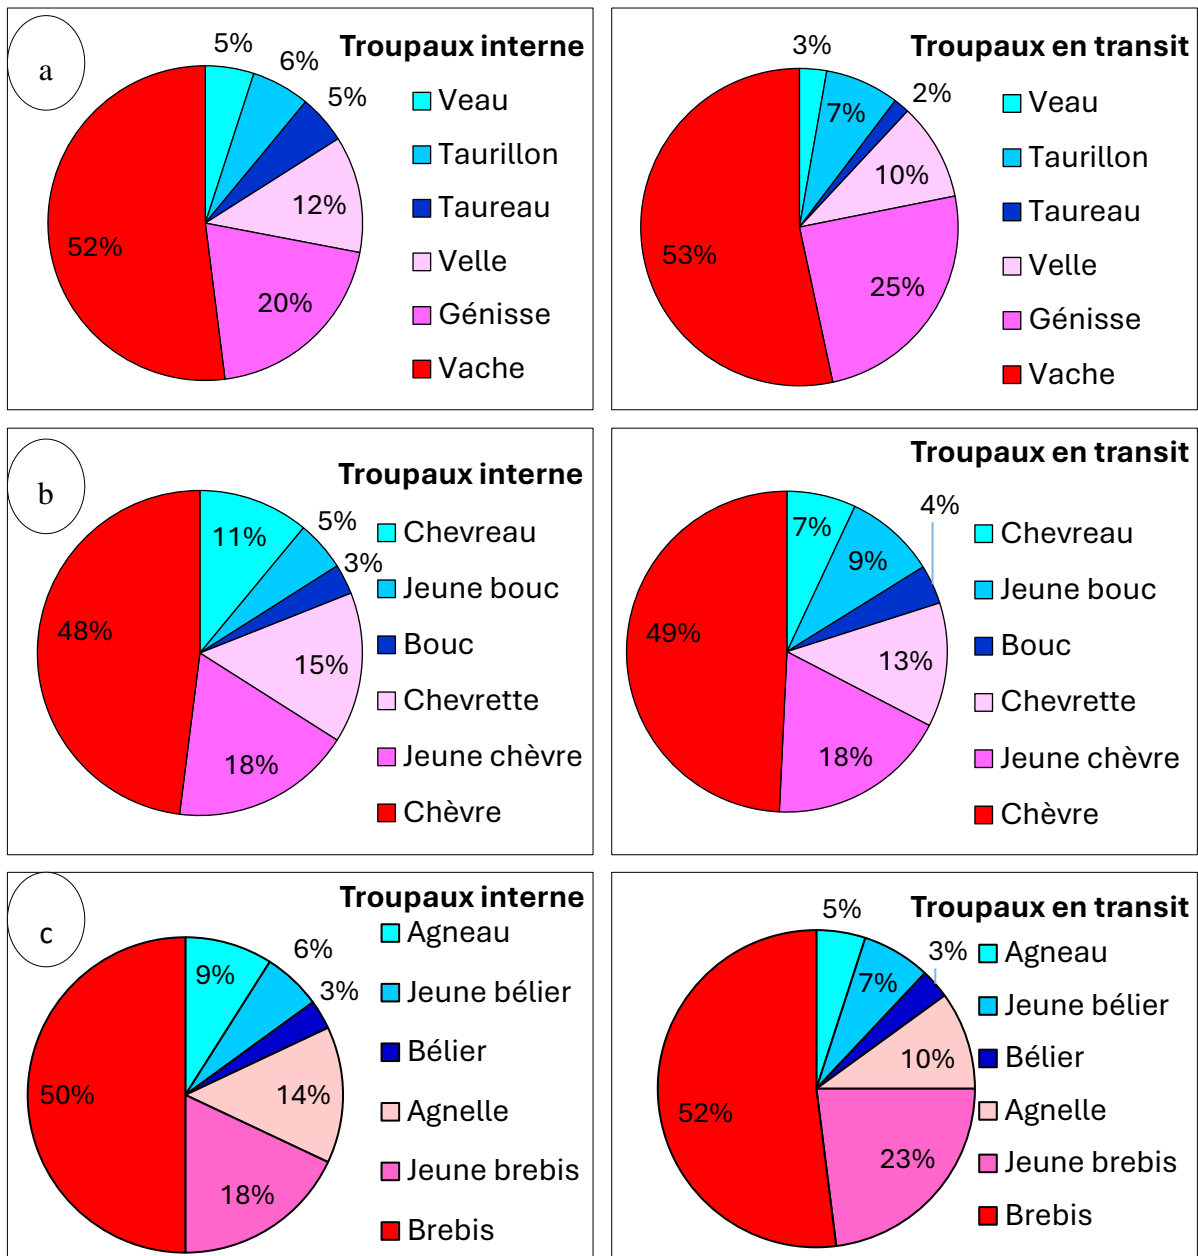 a
Troupaux interne
5%
6%
5%
12%
20%
52%
Veau
Taurillon
Taureau
Velle
Génisse
Vache
Troupaux en transit
3%
7%
2%
10%
25%
53%
Veau
Taurillon
Taureau
Velle
Génisse
Vache
b
Troupaux interne
11%
5%
3%
15%
18%
48%
Chevreau
Jeune bouc
Bouc
Chevrette
Jeune chèvre
Chèvre
Troupaux en transit
7%
9%
4%
13%
18%
49%
Chevreau
Jeune bouc
Bouc
Chevrette
Jeune chèvre
Chèvre
c
Troupaux interne
9%
6%
3%
14%
18%
50%
Agneau
Jeune bélier
Bélier
Agnelle
Jeune brebis
Brebis
Troupaux en transit
5%
7%
3%
10%
23%
52%
Agneau
Jeune bélier
Bélier
Agnelle
Jeune brebis
Brebis